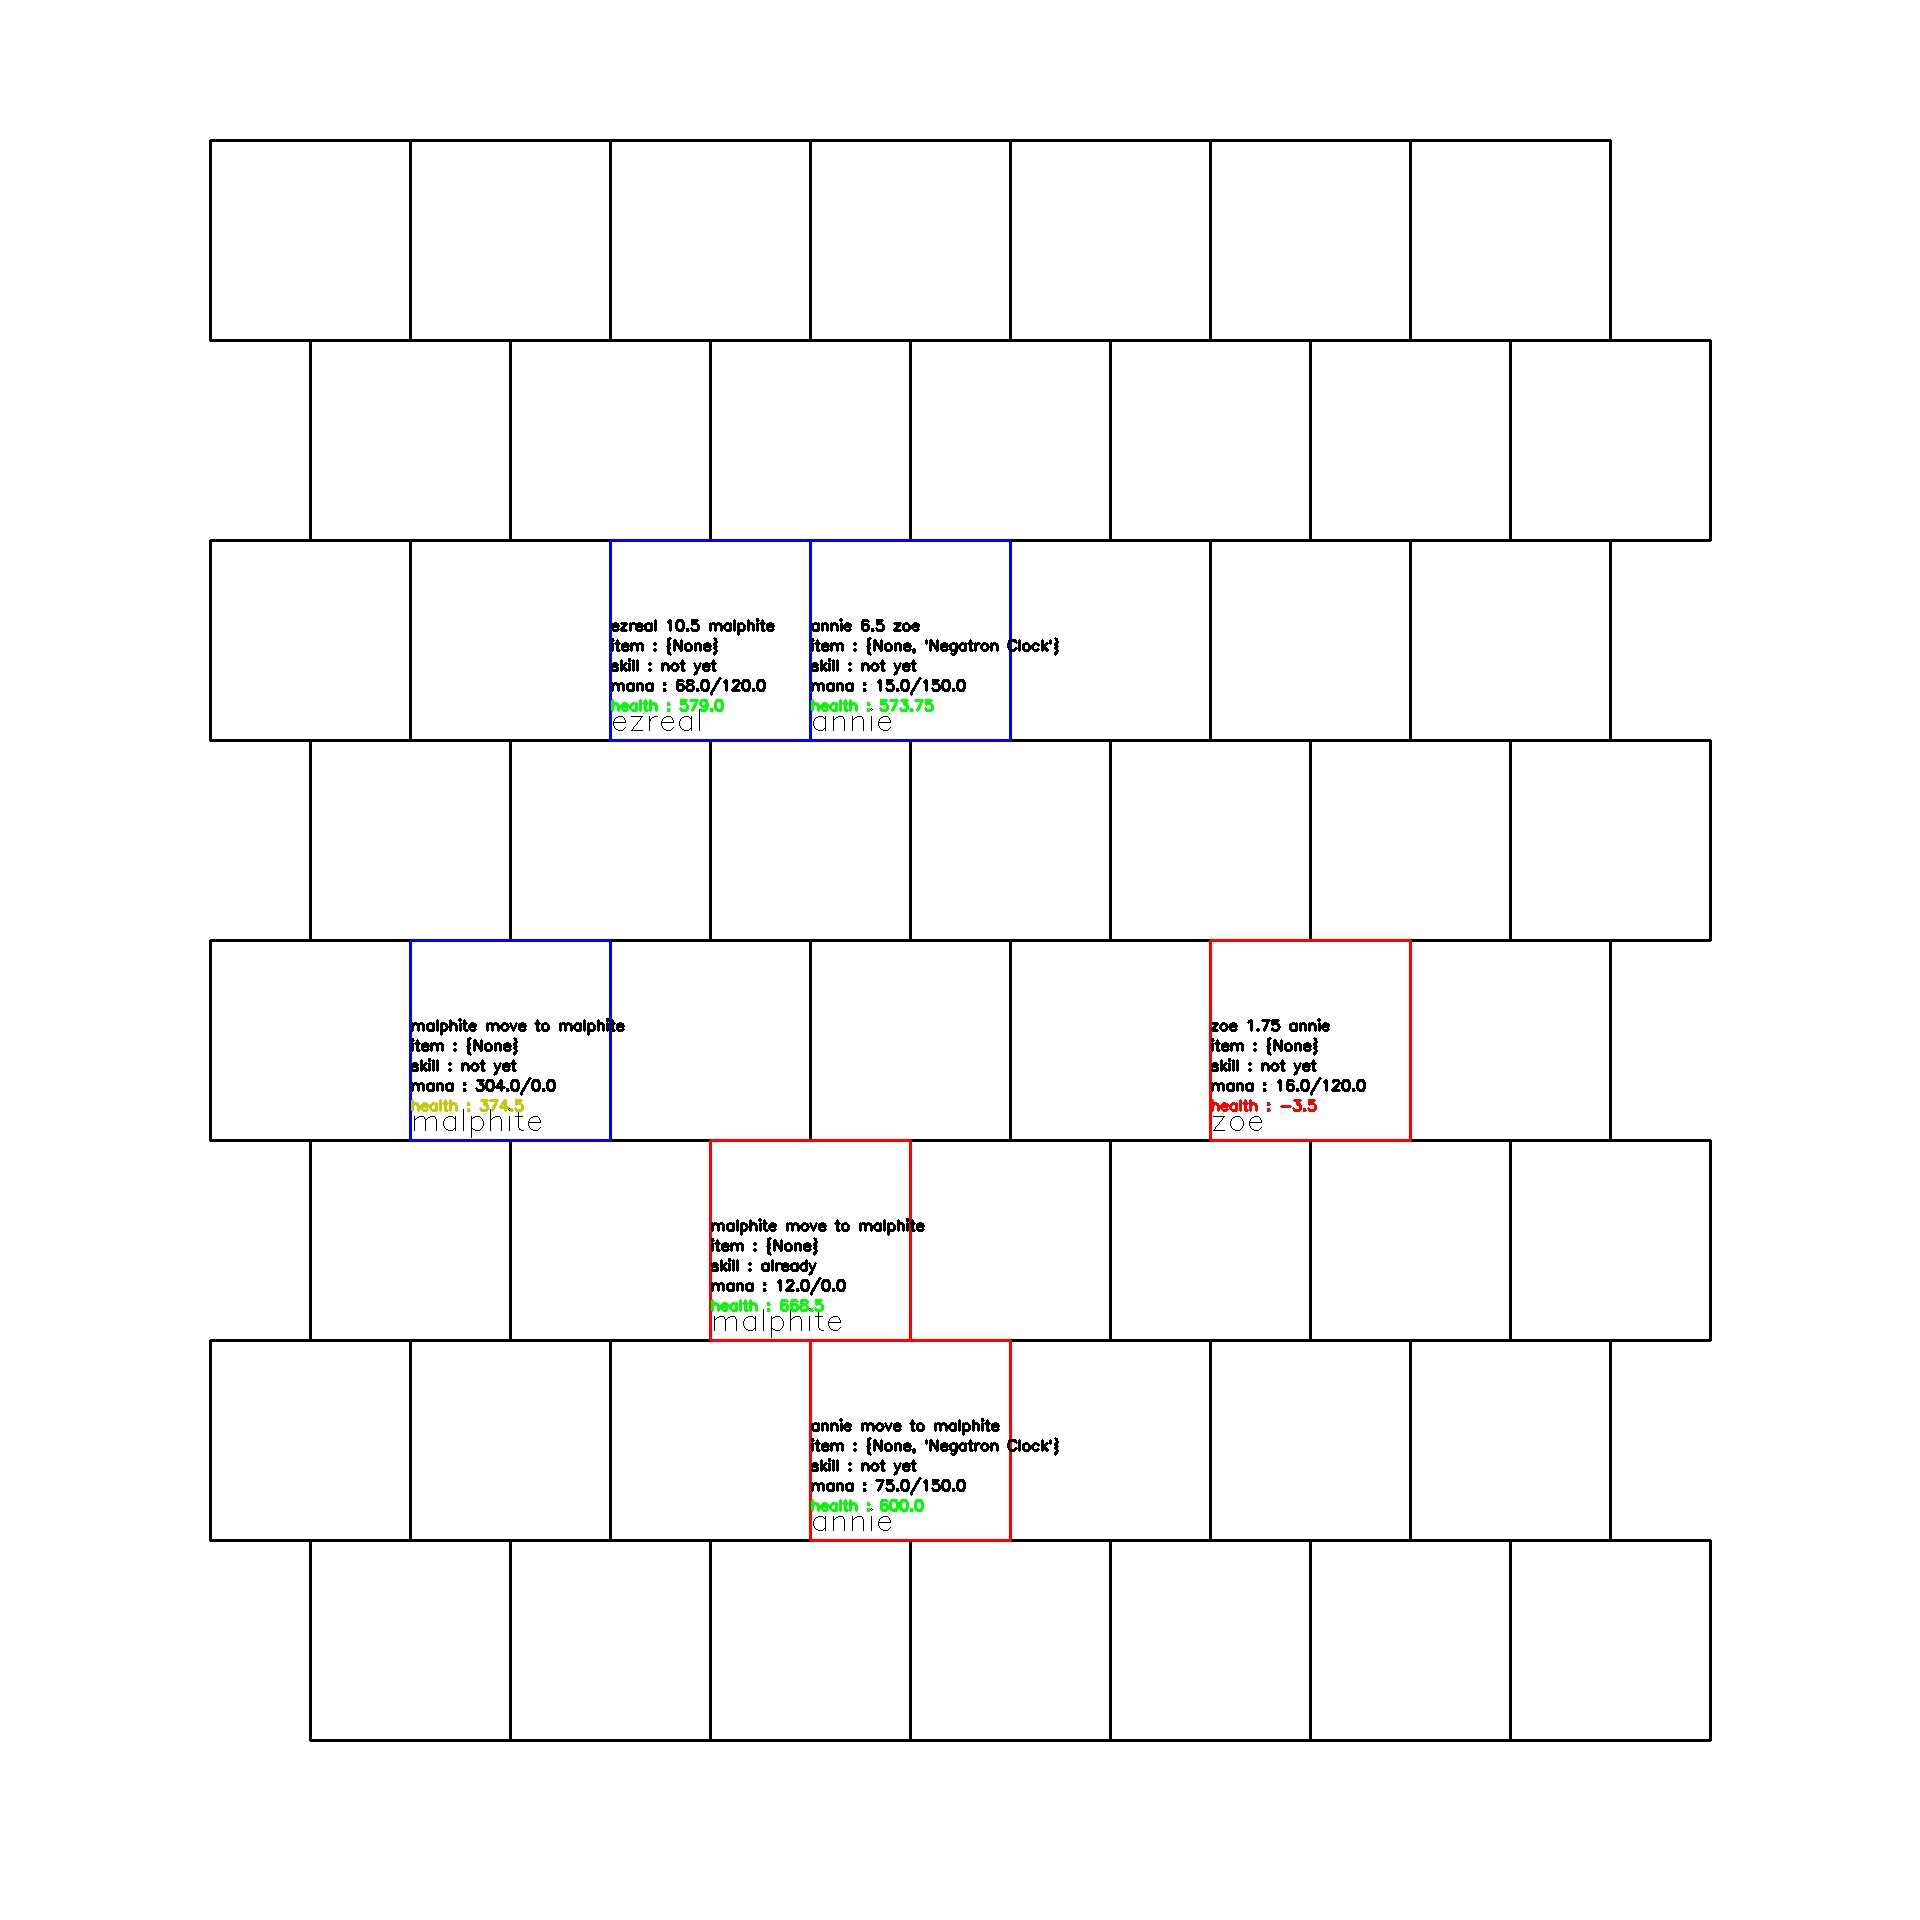 ezreal 10.5 malphite
item : {None}
skill : not yet
mana : 68.0/120.0
health : 579.0
ezreal
annie 6.5 zoe
item : {None, 'Negatron Clock'}
skill : not yet
mana : 15.0/150.0
health : 573.75
annie
malphite move to malphite
item : {None}
skill : not yet
mana : 304.0/0.0
health : 374.5
malphite
zoe 1.75 annie
item : {None}
skill : not yet
mana : 16.0/120.0
health : -3.5
zoe
malphite move to malphite
item : {None}
skill : already
mana : 12.0/0.0
health : 668.5
malphite
annie move to malphite
item : {None, 'Negatron Clock'}
skill : not yet
mana : 75.0/150.0
health : 600.0
annie